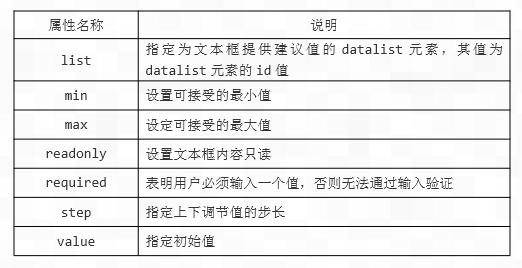 属性名称 说明
list 指定为文本框提供建议值的 datalist 元素，其值为
datalist 元素的 id 值
min 设置可接受的最小值
max 设定可接受的最大值
readonly 设置文本框内容只读
required 表明用户必须输入一个值，否则无法通过输入验证
step 指定上下调节值的步长
value 指定初始值